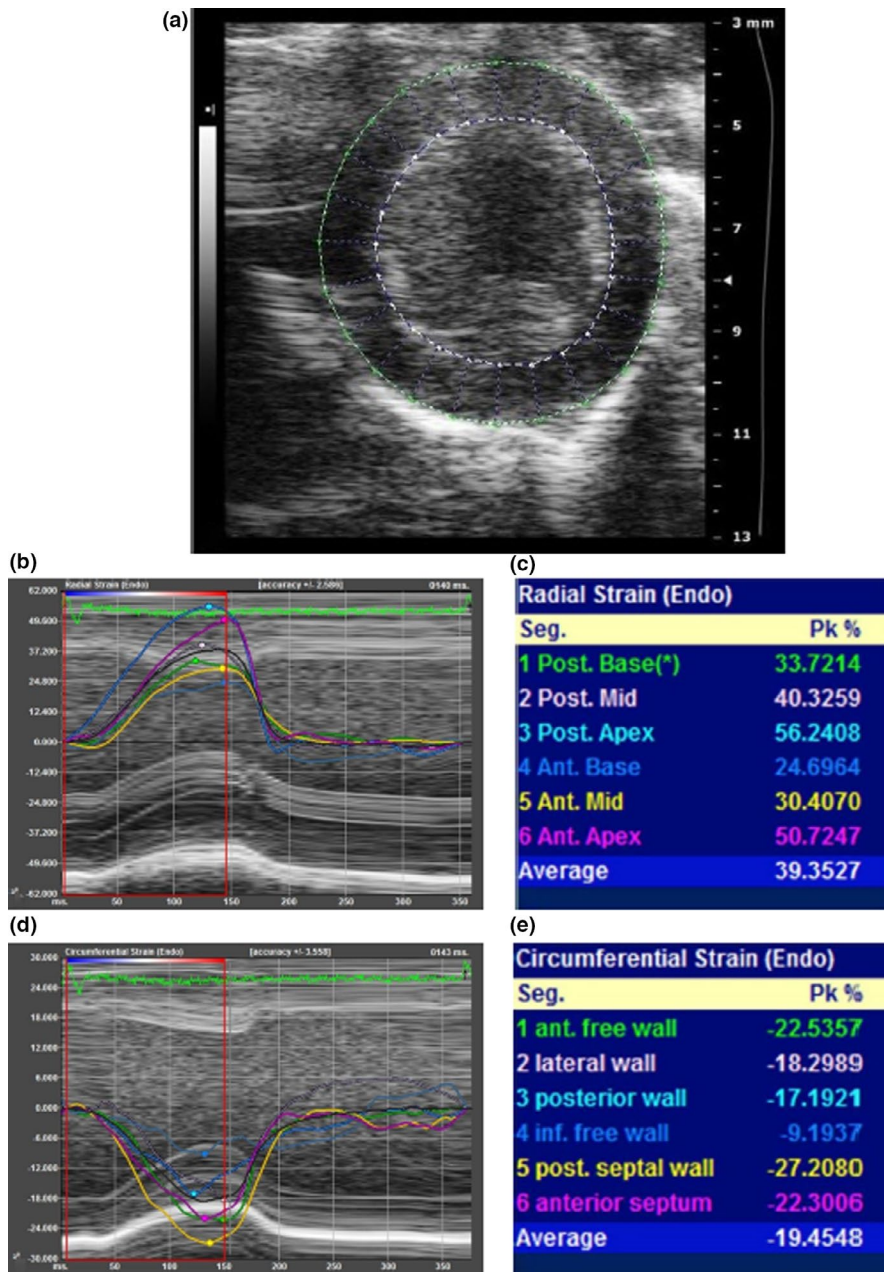 (a)
3 mm
5
7
9
11
13
(b)
Radial Strain (Endo) [accuracy +/- 2.586] 0140 ms.
62.000
49.600
37.200
24.800
12.400
0.000
-12.400
-24.800
-37.200
-49.600
-62.000
%
ms. 50 100 150 200 250 300 350
(c)
Radial Strain (Endo)
Seg. Pk %
1 Post. Base(*) 33.7214
2 Post. Mid 40.3259
3 Post. Apex 56.2408
4 Ant. Base 24.6964
5 Ant. Mid 30.4070
6 Ant. Apex 50.7247
Average 39.3527
(d)
Circumferential Strain (Endo) [accuracy +/- 3.558] 0143 ms.
30.000
24.000
18.000
12.000
6.000
0.000
-6.000
-12.000
-18.000
-24.000
-30.000
%
ms. 50 100 150 200 250 300 350
(e)
Circumferential Strain (Endo)
Seg. Pk %
1 ant. free wall -22.5357
2 lateral wall -18.2989
3 posterior wall -17.1921
4 inf. free wall -9.1937
5 post. septal wall -27.2080
6 anterior septum -22.3006
Average -19.4548